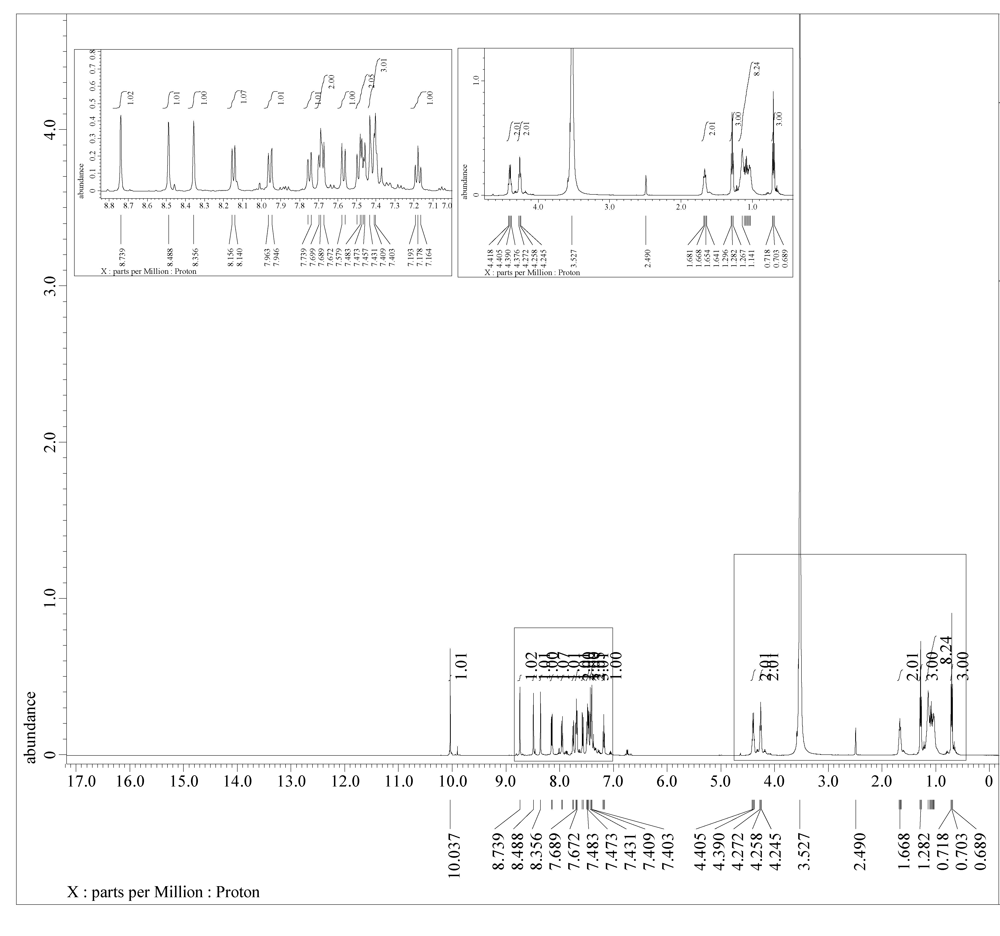 abundance
0 0.1 0.2 0.3 0.4 0.5 0.6 0.7 0.8
1.02 1.01 1.00 1.07 1.01 1.01 2.00 1.00 2.05 3.01 1.00
8.8 8.7 8.6 8.5 8.4 8.3 8.2 8.1 8.0 7.9 7.8 7.7 7.6 7.5 7.4 7.3 7.2 7.1 7.0
8.739 8.488 8.356 8.156 8.140 7.963 7.946 7.739 7.699 7.689 7.672 7.579 7.483 7.473 7.457 7.431 7.409 7.403 7.193 7.178 7.164
X : parts per Million : Proton
abundance
0 1.0
2.01 2.01 2.01 3.00 8.24 3.00
4.0 3.0 2.0 1.0
4.418 4.405 4.390 4.376 4.272 4.258 4.245 3.527 2.490 1.681 1.668 1.654 1.641 1.296 1.282 1.267 1.141 0.718 0.703 0.689
X : parts per Million : Proton
abundance
0 1.0 2.0 3.0 4.0
1.01 1.02 1.01 1.00 1.07 1.00 2.01 2.01 2.01 3.00 8.24 3.00
17.0 16.0 15.0 14.0 13.0 12.0 11.0 10.0 9.0 8.0 7.0 6.0 5.0 4.0 3.0 2.0 1.0 0
10.037 8.739 8.488 8.356 7.689 7.672 7.483 7.473 7.431 7.409 7.403 4.405 4.390 4.272 4.258 4.245 3.527 2.490 1.668 1.282 0.718 0.703 0.689
X : parts per Million : Proton